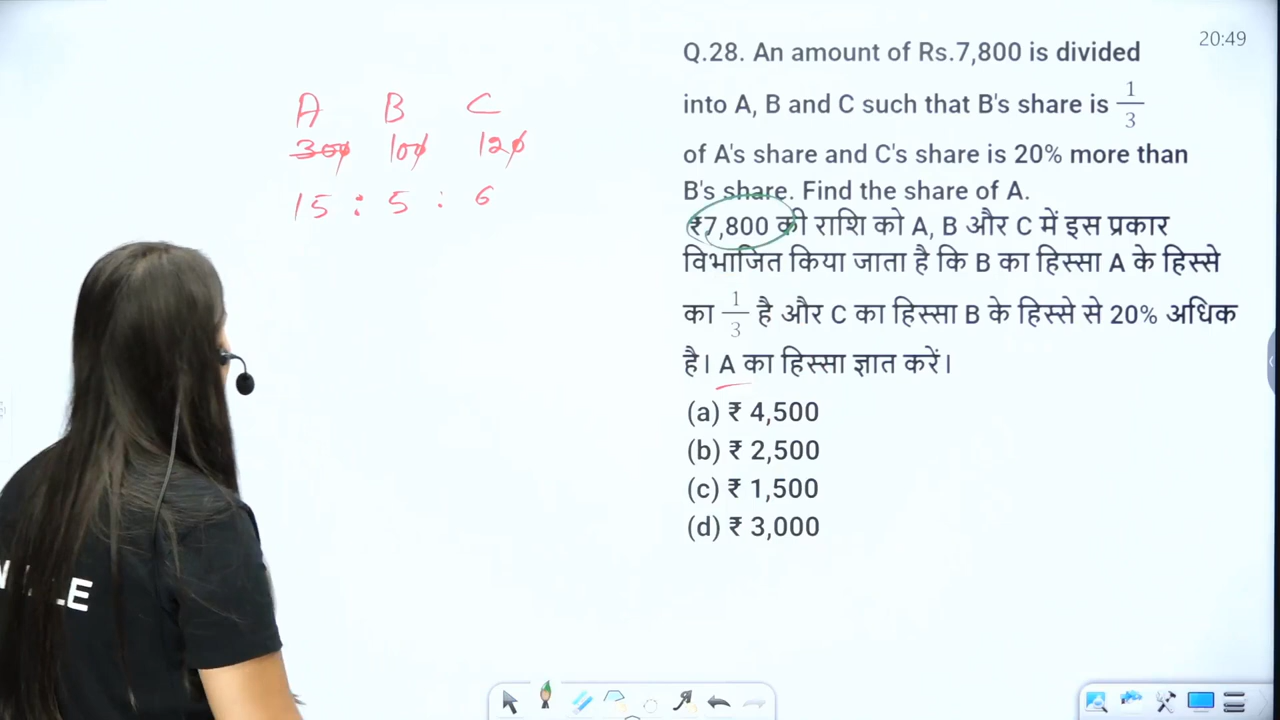 20:49
Q.28. An amount of Rs.7,800 is divided
into A, B and C such that B's share is 1/3
of A's share and C's share is 20% more than
B's share. Find the share of A.
₹7,800 की राशि को A, B और C में इस प्रकार
विभाजित किया जाता है कि B का हिस्सा A के हिस्से
का 1/3 है और C का हिस्सा B के हिस्से से 20% अधिक
है। A का हिस्सा ज्ञात करें।
(a) ₹ 4,500
(b) ₹ 2,500
(c) ₹ 1,500
(d) ₹ 3,000
A B C
300 100 120
15 : 5 : 6